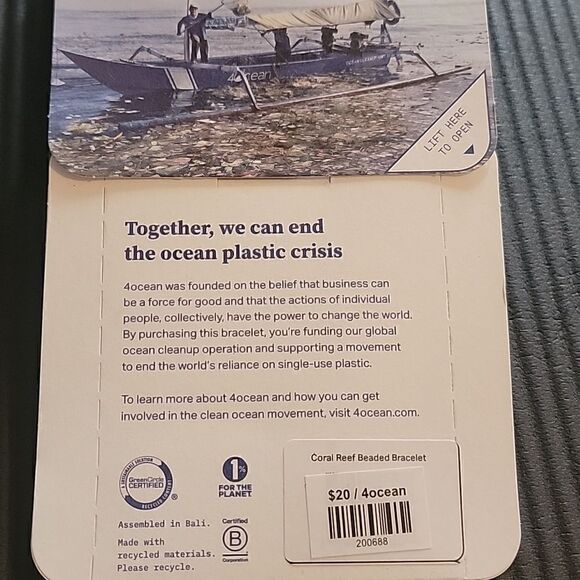 4ocean
LIFT HERE
TO OPEN
Together, we can end
the ocean plastic crisis
4ocean was founded on the belief that business can
be a force for good and that the actions of individual
people, collectively, have the power to change the world.
By purchasing this bracelet, you're funding our global
ocean cleanup operation and supporting a movement
to end the world's reliance on single-use plastic.
To learn more about 4ocean and how you can get
involved in the clean ocean movement, visit 4ocean.com.
GreenCircle
CERTIFIED
®
RECYCLED CONTENT
1%
FOR THE
PLANET
Assembled in Bali.
Made with
recycled materials.
Please recycle.
Certified
B
Corporation
Coral Reef Beaded Bracelet
$20 / 4ocean
200688